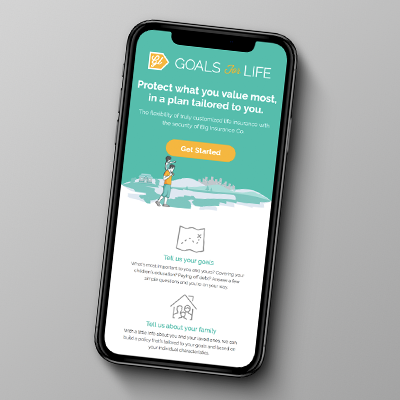 GL
GOALS for LIFE
Protect what you value most,
in a plan tailored to you.
The flexibility of truly customized life insurance with
the security of Big Insurance Co.
Get Started
Tell us your goals
What's most important to you and yours? Covering your
children's education? Paying off debt? Answer a few
simple questions and you're on your way.
Tell us about your family
With a little info about you and your loved ones, we can
build a policy that's tailored to your goals and based on
your individual characteristics.